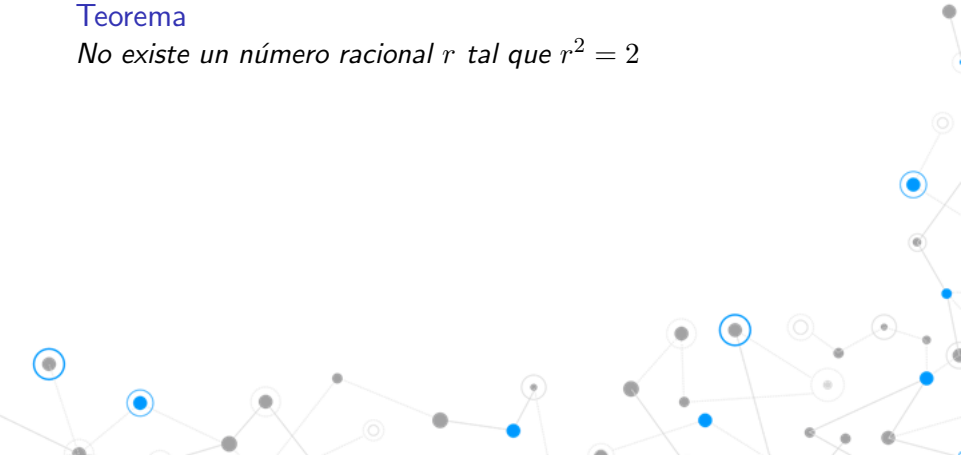 Teorema
No existe un número racional r tal que r² = 2